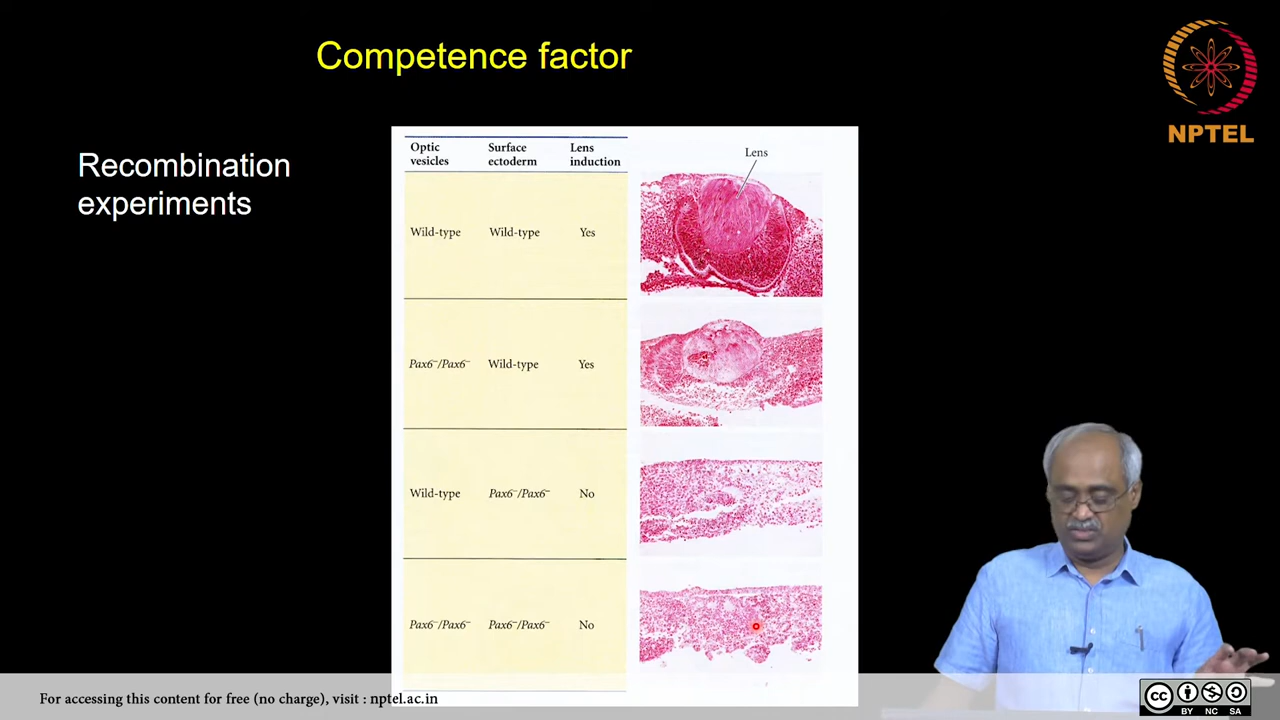 Competence factor
NPTEL
Recombination
experiments
Optic
vesicles
Surface
ectoderm
Lens
induction
Lens
Wild-type Wild-type Yes
Pax6⁻/Pax6⁻ Wild-type Yes
Wild-type Pax6⁻/Pax6⁻ No
Pax6⁻/Pax6⁻ Pax6⁻/Pax6⁻ No
For accessing this content for free (no charge), visit : nptel.ac.in
CC
BY NC SA